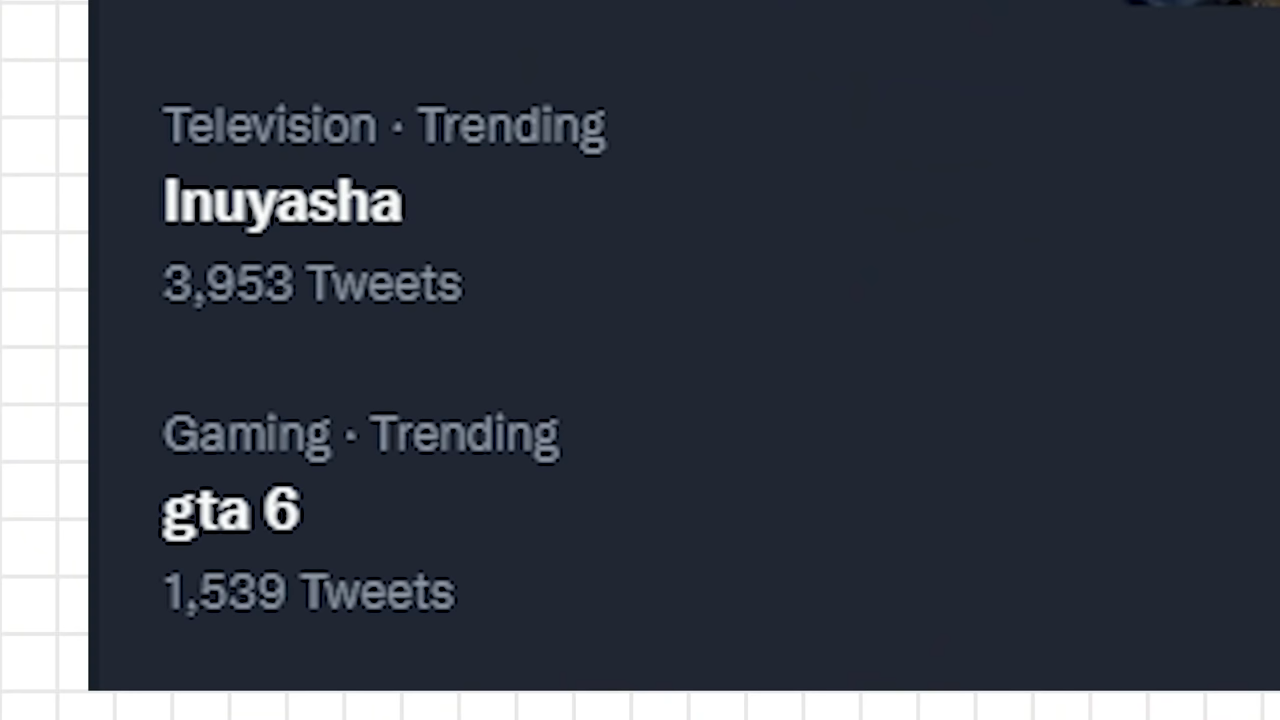 Television · Trending
Inuyasha
3,953 Tweets
Gaming · Trending
gta 6
1,539 Tweets